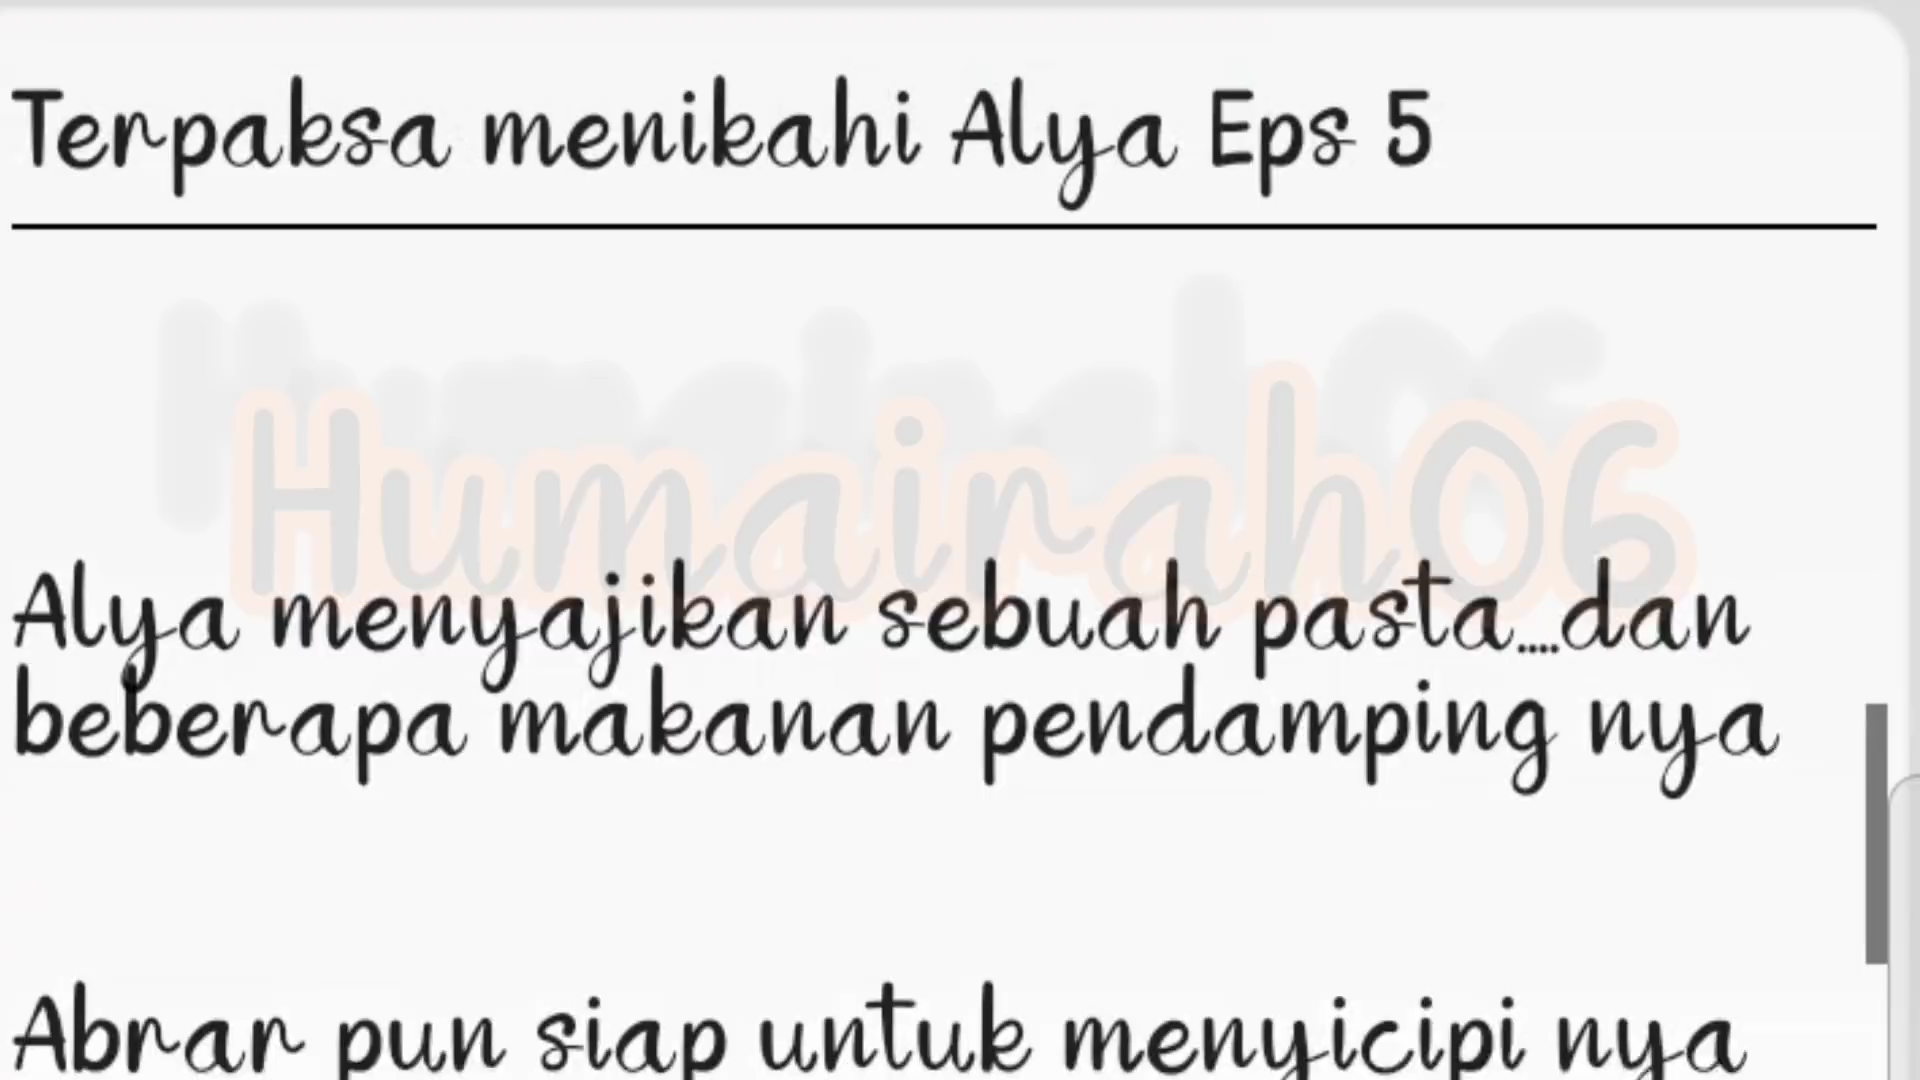 Terpaksa menikahi Alya Eps 5
Humairah06
Alya menyajikan sebuah pasta....dan
beberapa makanan pendamping nya
Abrar pun siap untuk menyicipi nya